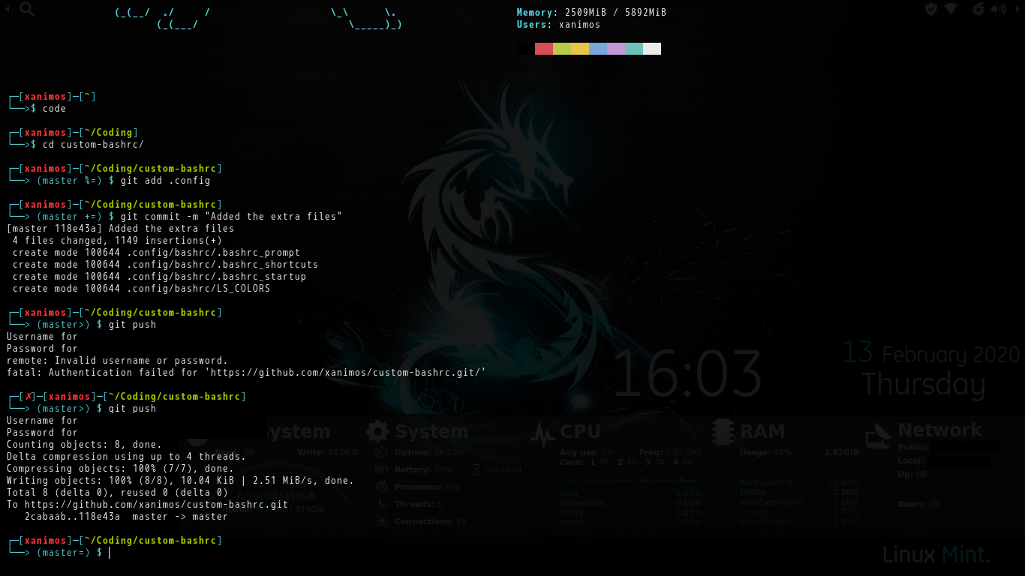 (_(__/ ./ / \_\ \.
(_(___/ \_____)_)
Memory: 2509MiB / 5892MiB
Users: xanimos
┌─[xanimos]─[~]
└──>$ code
┌─[xanimos]─[~/Coding]
└──>$ cd custom-bashrc/
┌─[xanimos]─[~/Coding/custom-bashrc]
└──> (master %=) $ git add .config
┌─[xanimos]─[~/Coding/custom-bashrc]
└──> (master +=) $ git commit -m "Added the extra files"
[master 118e43a] Added the extra files
4 files changed, 1149 insertions(+)
create mode 100644 .config/bashrc/.bashrc_prompt
create mode 100644 .config/bashrc/.bashrc_shortcuts
create mode 100644 .config/bashrc/.bashrc_startup
create mode 100644 .config/bashrc/LS_COLORS
┌─[xanimos]─[~/Coding/custom-bashrc]
└──> (master>) $ git push
Username for
Password for
remote: Invalid username or password.
fatal: Authentication failed for 'https://github.com/xanimos/custom-bashrc.git/'
┌─[✗]─[xanimos]─[~/Coding/custom-bashrc]
└──> (master>) $ git push
Username for
Password for
Counting objects: 8, done.
Delta compression using up to 4 threads.
Compressing objects: 100% (7/7), done.
Writing objects: 100% (8/8), 10.04 KiB | 2.51 MiB/s, done.
Total 8 (delta 0), reused 0 (delta 0)
To https://github.com/xanimos/custom-bashrc.git
2cabaab..118e43a master -> master
┌─[xanimos]─[~/Coding/custom-bashrc]
└──> (master=) $
16:03
13 February 2020
Thursday
System
Uptime:
Battery:
Processes:
Threads: 5
Connections: 25
CPU
Avg use: Freq:
Core:
RAM
Usage: 2.07GiB
Firefox
Network
Public:
Local:
Up: 0B
Down: 0B
Linux Mint.